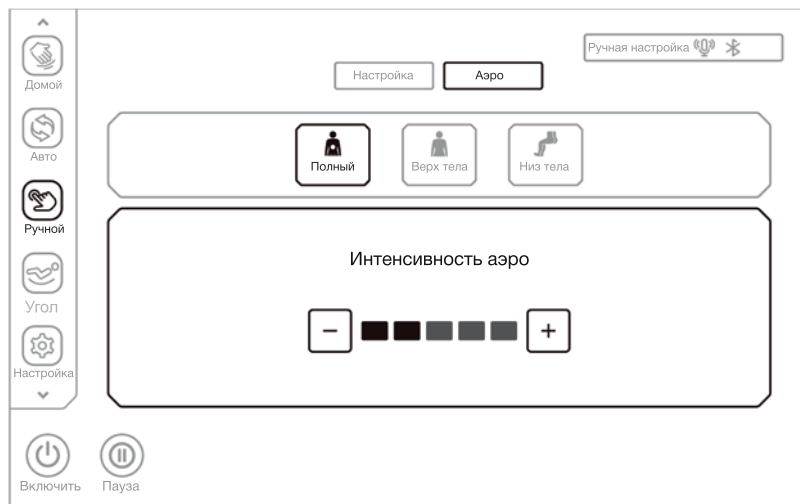 Домой
Авто
Ручной
Угол
Настройка
Ручная настройка
Настройка
Аэро
Полный
Верх тела
Низ тела
Интенсивность аэро
− +
Включить
Пауза